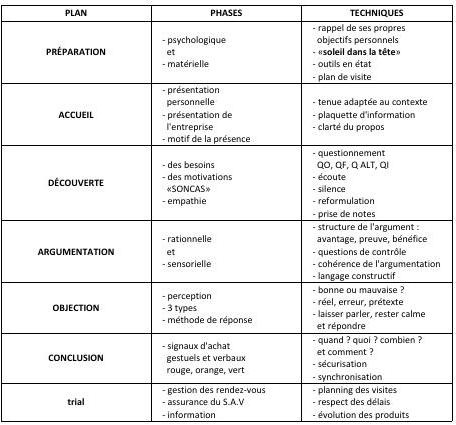 PLAN PHASES TECHNIQUES
PRÉPARATION
- psychologique
et
- matérielle
- rappel de ses propres
objectifs personnels
- «soleil dans la tête»
- outils en état
- plan de visite
ACCUEIL
- présentation
personnelle
- présentation de
l'entreprise
- motif de la présence
- tenue adaptée au contexte
- plaquette d'information
- clarté du propos
DÉCOUVERTE
- des besoins
- des motivations
«SONCAS»
- empathie
- questionnement
QO, QF, Q ALT, QI
- écoute
- silence
- reformulation
- prise de notes
ARGUMENTATION
- rationnelle
et
- sensorielle
- structure de l'argument :
avantage, preuve, bénéfice
- questions de contrôle
- cohérence de l'argumentation
- langage constructif
OBJECTION
- perception
- 3 types
- méthode de réponse
- bonne ou mauvaise ?
- réel, erreur, prétexte
- laisser parler, rester calme
et répondre
CONCLUSION
- signaux d'achat
gestuels et verbaux
rouge, orange, vert
- quand ? quoi ? combien ?
et comment ?
- sécurisation
- synchronisation
trial
- gestion des rendez-vous
- assurance du S.A.V
- information
- planning des visites
- respect des délais
- évolution des produits